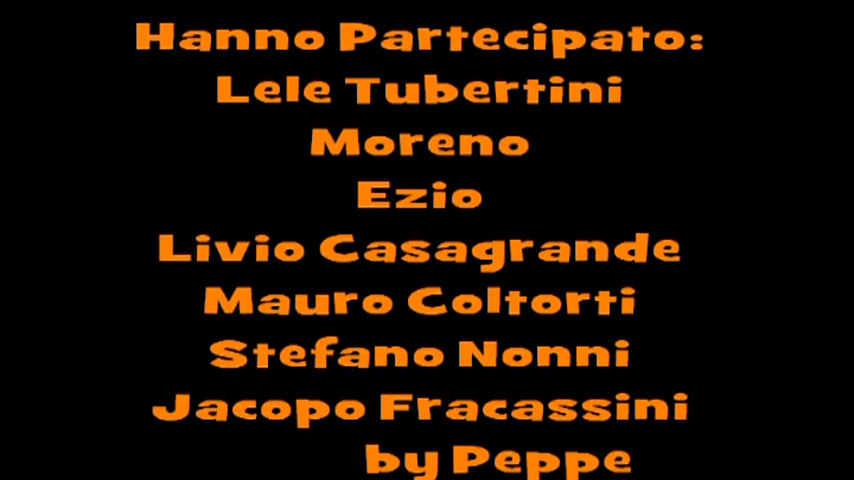 Hanno Partecipato:
Lele Tubertini
Moreno
Ezio
Livio Casagrande
Mauro Coltorti
Stefano Nonni
Jacopo Fracassini
by Peppe